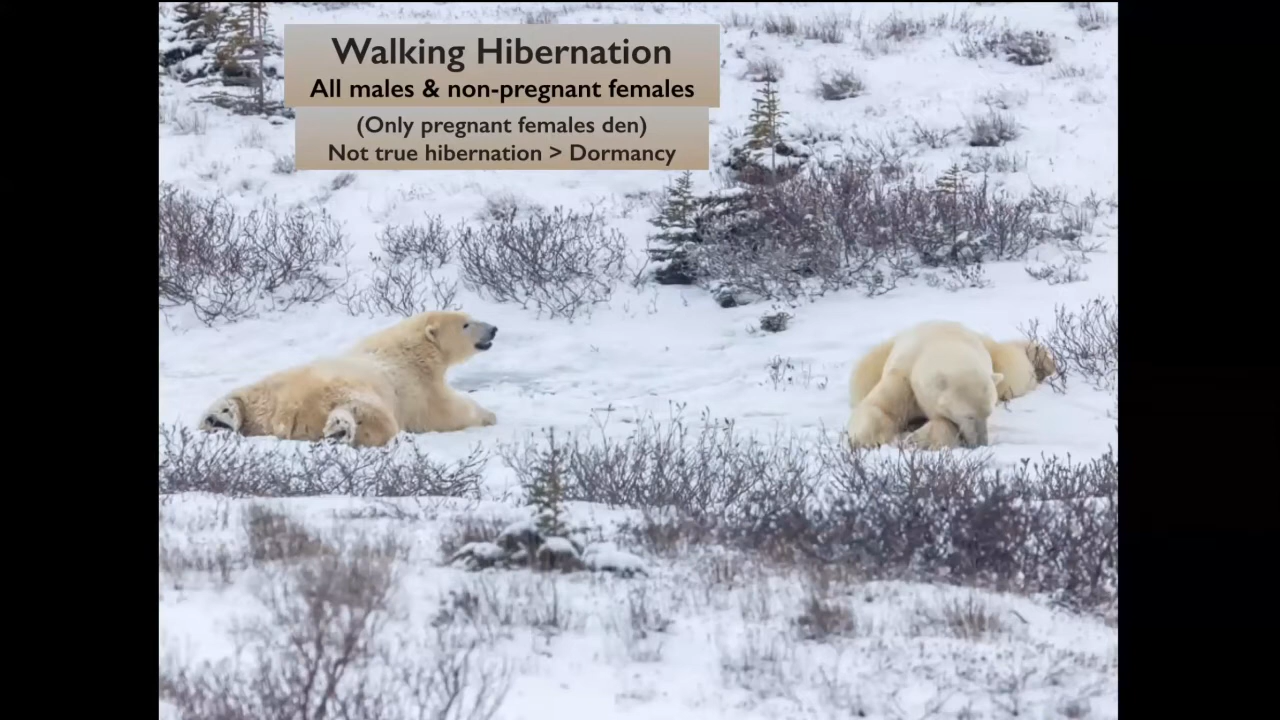 Walking Hibernation
All males & non-pregnant females
(Only pregnant females den)
Not true hibernation > Dormancy